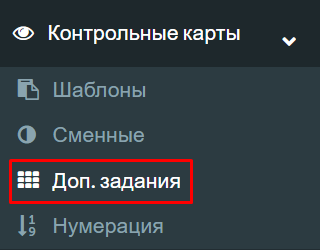 Контрольные карты
Шаблоны
Сменные
Доп. задания
Нумерация